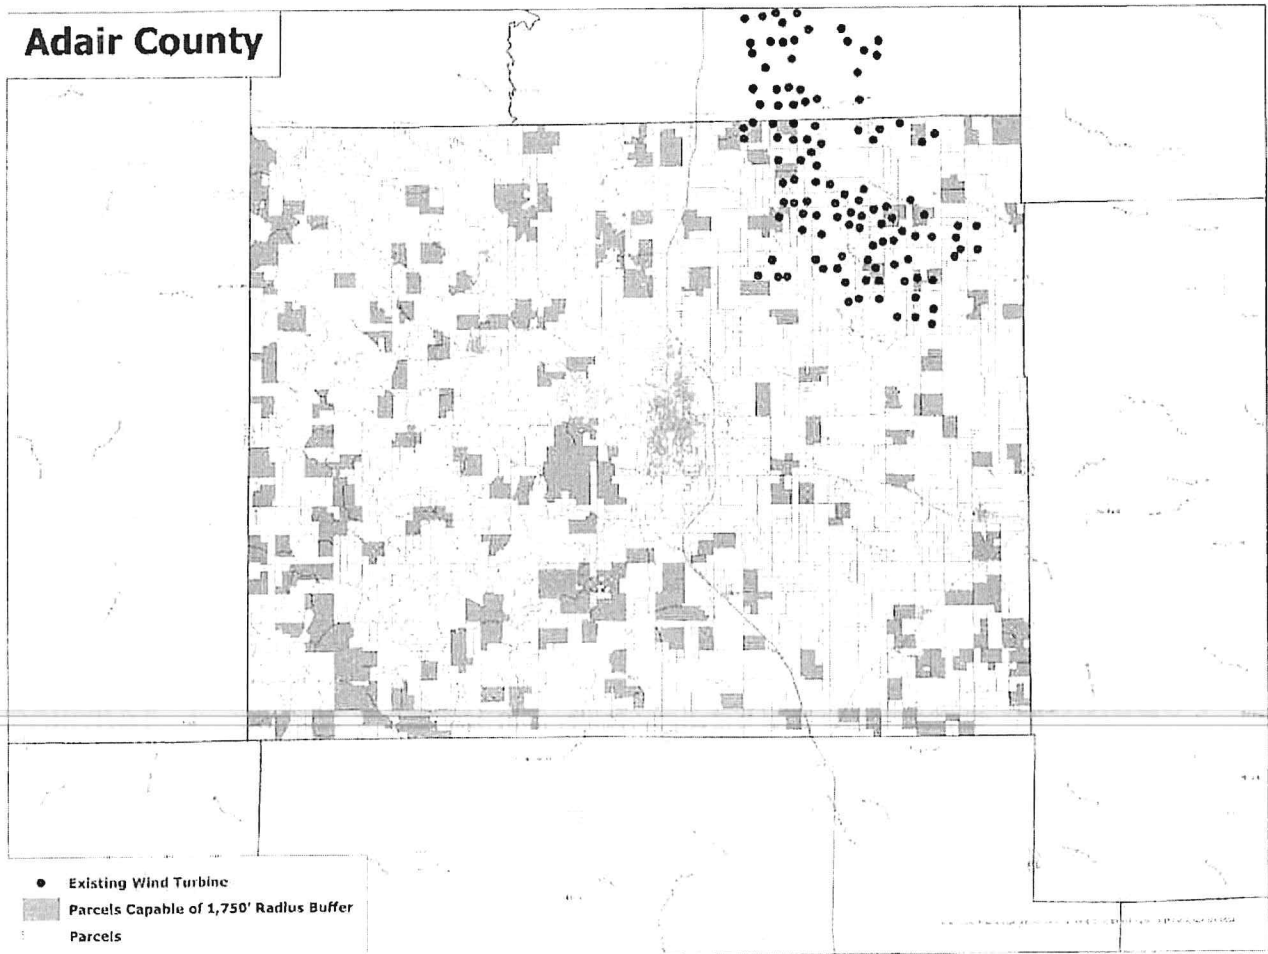 Adair County
Existing Wind Turbine
Parcels Capable of 1,750' Radius Buffer
Parcels